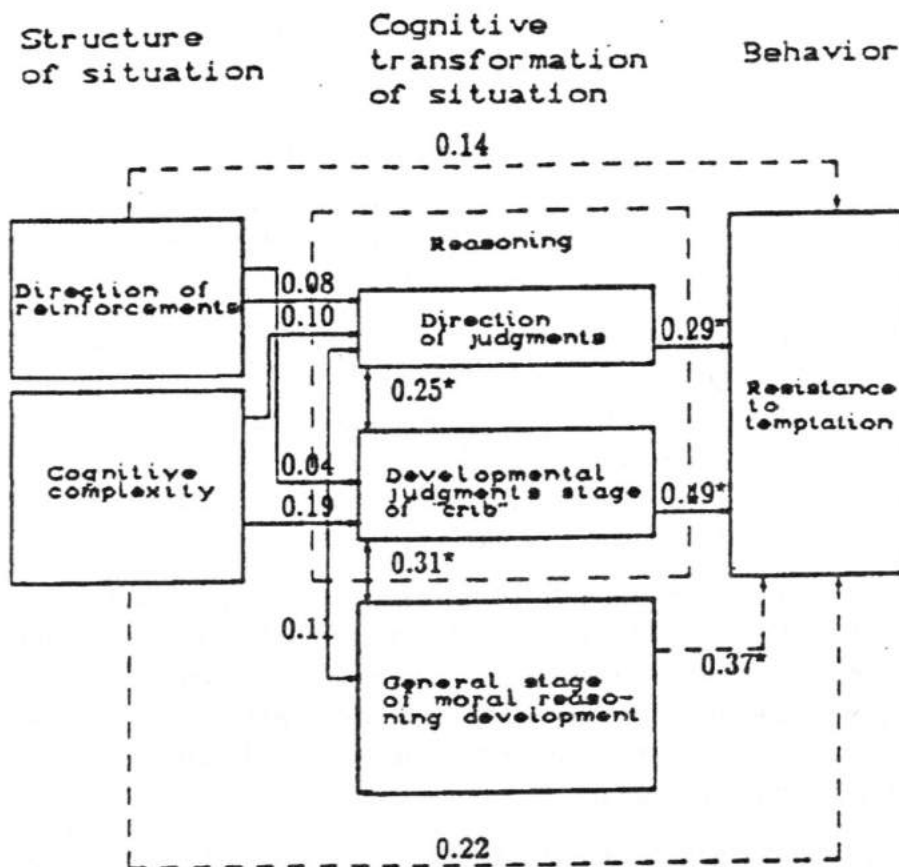 Structure
of situation
Cognitive
transformation
of situation
Behavior
0.14
Reasoning
Direction of
reinforcements
0.08
0.10
Direction
of judgments
0.29*
0.25*
Resistance
to
temptation
Cognitive
complexity
0.04
0.19
Developmental
judgments stage
of "crib"
0.31*
0.11
General stage
of moral reaso-
ning development
0.37*
0.22